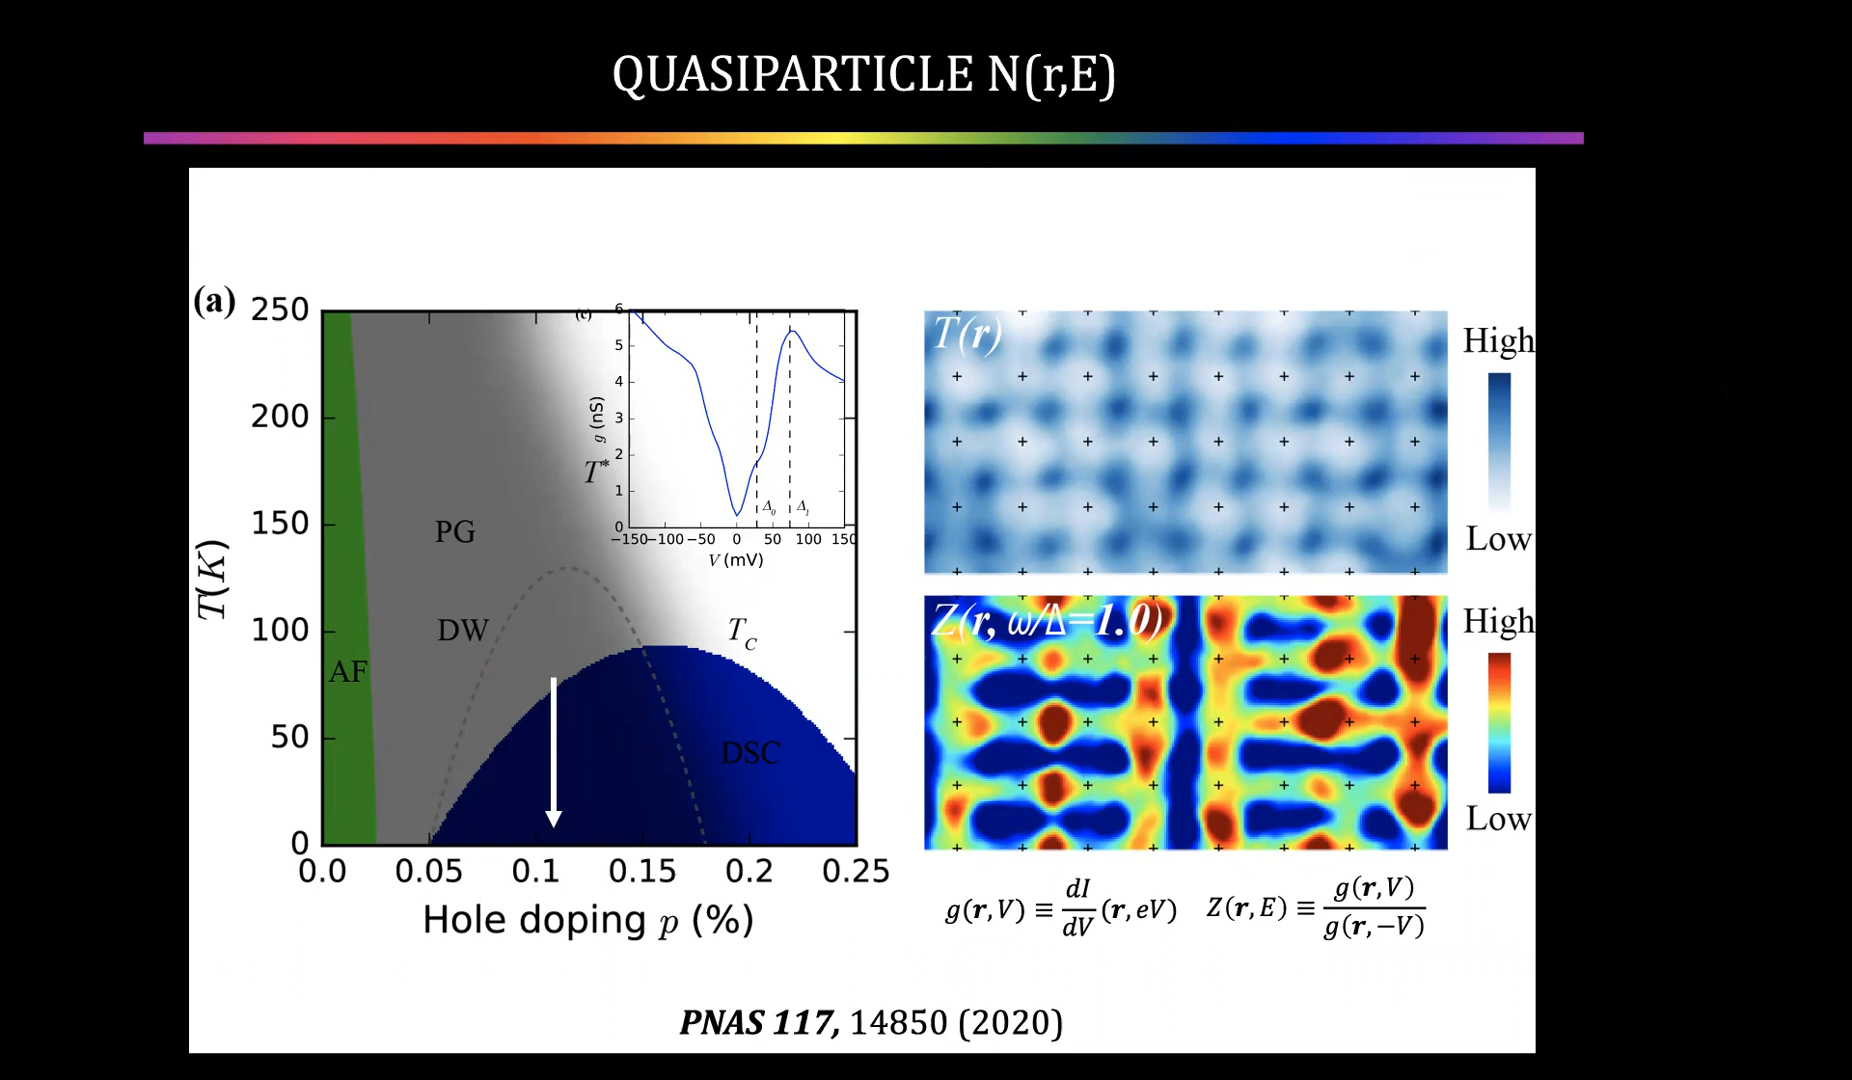 QUASIPARTICLE N(r,E)
(a)
250
200
150
100
50
0
T(K)
0.0 0.05 0.1 0.15 0.2 0.25
Hole doping p (%)
AF
PG
DW
T*
T_C
DSC
(c)
6
5
4
3
2
1
0
g (nS)
−150 −100 −50 0 50 100 150
V (mV)
Δ₀ Δ₁
T(r)
High
Low
Z(r, ω/Δ=1.0)
High
Low
g(r,V) ≡ dI/dV (r,eV) Z(r,E) ≡ g(r,V)/g(r,−V)
PNAS 117, 14850 (2020)